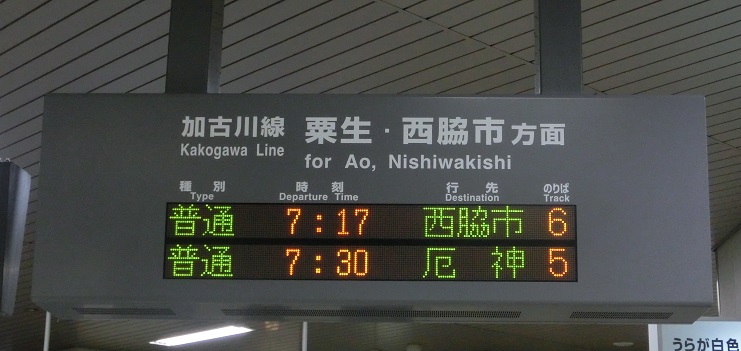 加古川線 粟生・西脇市方面
Kakogawa Line for Ao, Nishiwakishi
種別 時刻 行先 のりば
Type Departure Time Destination Track
普通 7:17 西脇市 6
普通 7:30 厄神 5
うらが白色